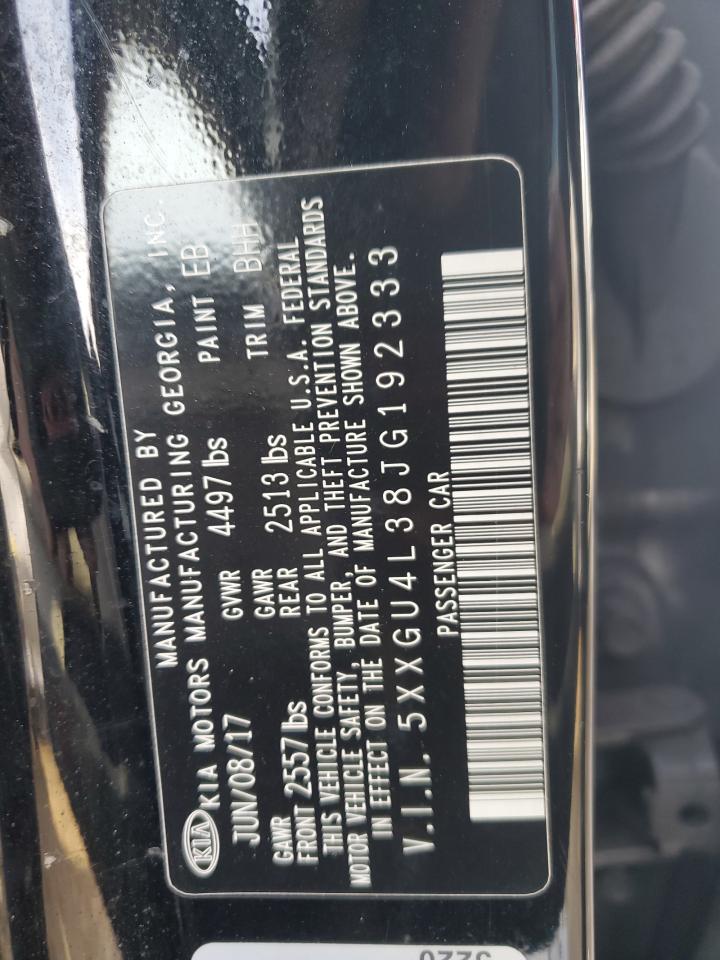 MANUFACTURED BY
KIA KIA MOTORS MANUFACTURING GEORGIA, INC.
JUN/08/17 GVWR 4497 lbs PAINT EB
GAWR FRONT 2557 lbs GAWR REAR 2513 lbs TRIM BHH
THIS VEHICLE CONFORMS TO ALL APPLICABLE U.S.A. FEDERAL
MOTOR VEHICLE SAFETY, BUMPER, AND THEFT PREVENTION STANDARDS
IN EFFECT ON THE DATE OF MANUFACTURE SHOWN ABOVE.
V.I.N. 5XXGU4L38JG192333
PASSENGER CAR